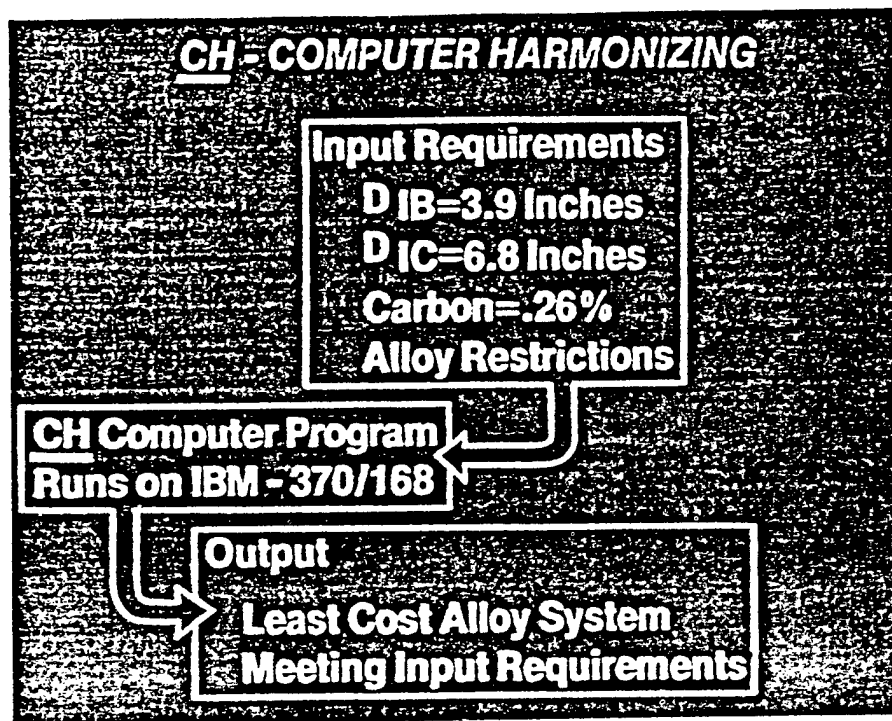 CH - COMPUTER HARMONIZING
Input Requirements
D IB=3.9 Inches
D IC=6.8 Inches
Carbon=.26%
Alloy Restrictions
CH Computer Program
Runs on IBM - 370/168
Output
Least Cost Alloy System
Meeting Input Requirements